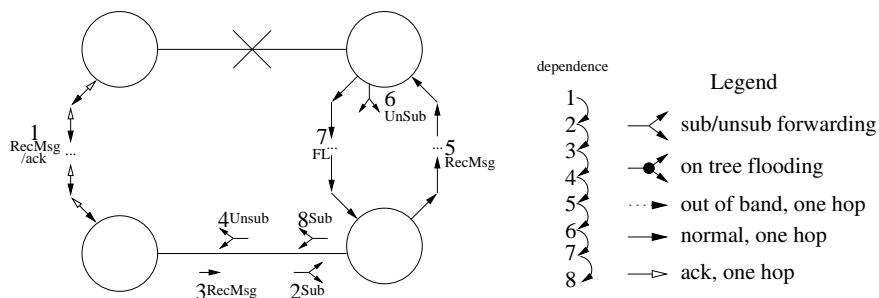 1
RecMsg
/ack
...
6
UnSub
7
FL
...
...5
RecMsg
4Unsub
8Sub
3RecMsg
2Sub
dependence
1
2
3
4
5
6
7
8
Legend
sub/unsub forwarding
on tree flooding
out of band, one hop
normal, one hop
ack, one hop